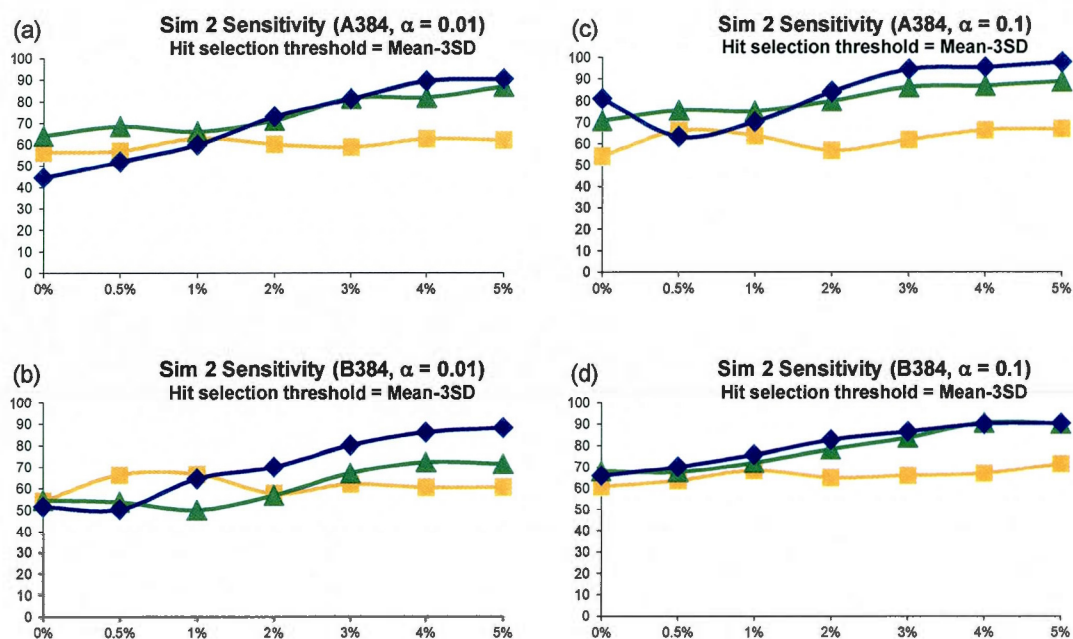 (a)
Sim 2 Sensitivity (A384, α = 0.01)
Hit selection threshold = Mean-3SD
100
90
80
70
60
50
40
30
20
10
0
0% 0.5% 1% 2% 3% 4% 5%
(c)
Sim 2 Sensitivity (A384, α = 0.1)
Hit selection threshold = Mean-3SD
100
90
80
70
60
50
40
30
20
10
0
0% 0.5% 1% 2% 3% 4% 5%
(b)
Sim 2 Sensitivity (B384, α = 0.01)
Hit selection threshold = Mean-3SD
100
90
80
70
60
50
40
30
20
10
0
0% 0.5% 1% 2% 3% 4% 5%
(d)
Sim 2 Sensitivity (B384, α = 0.1)
Hit selection threshold = Mean-3SD
100
90
80
70
60
50
40
30
20
10
0
0% 0.5% 1% 2% 3% 4% 5%